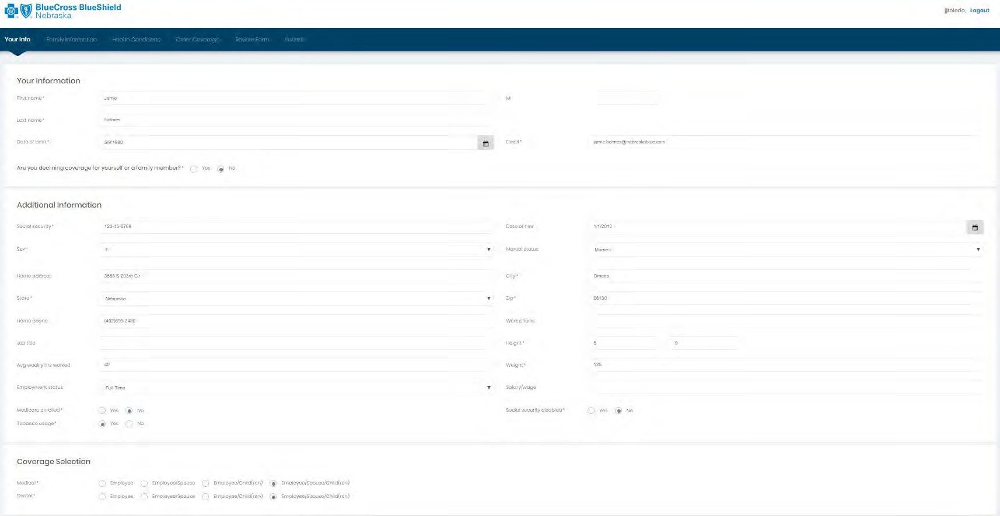 BlueCross BlueShield
Nebraska
jjtoledo, Logout
Your Info Family Information Health Conditions Other Coverage Review Form Submit
Your Information
First name* Jamie MI
Last name* Holmes
Date of birth* 5/9/1980 Email* jamie.holmes@nebraskablue.com
Are you declining coverage for yourself or a family member?* Yes No
Additional Information
Social security* 123-45-6789 Date of hire 1/1/2018
Sex* F Marital status Married
Home address 3558 S 203rd Cir City* Omaha
State* Nebraska Zip* 68130
Home phone (402)699-2480 Work phone
Job title Height* 5 9
Avg weekly hrs worked 40 Weight* 125
Employment status Full-Time Salary/wage
Medicare enrolled* Yes No Social security disabled* Yes No
Tobacco usage* Yes No
Coverage Selection
Medical* Employee Employee/Spouse Employee/Child(ren) Employee/Spouse/Child(ren)
Dental* Employee Employee/Spouse Employee/Child(ren) Employee/Spouse/Child(ren)